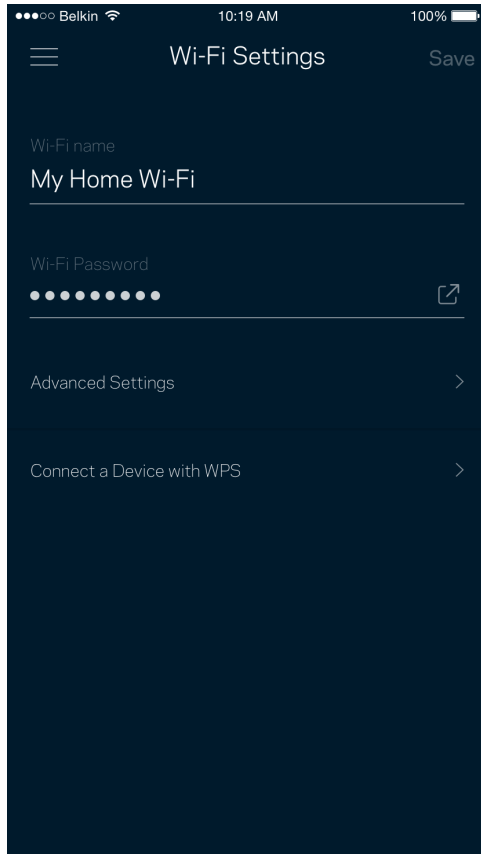 Belkin 10:19 AM 100%
Wi-Fi Settings Save
Wi-Fi name
My Home Wi-Fi
Wi-Fi Password
●●●●●●●●●
Advanced Settings
Connect a Device with WPS